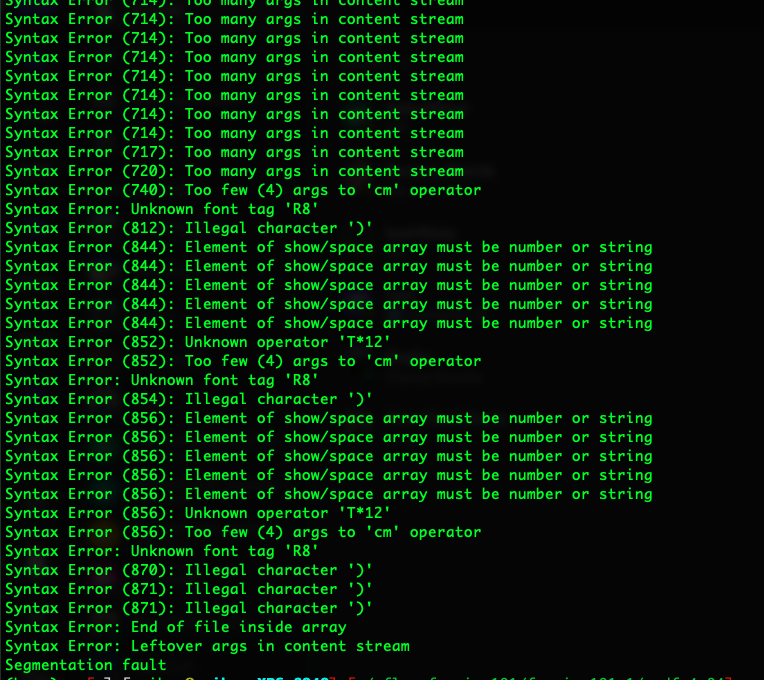 Syntax Error (714): Too many args in content stream
Syntax Error (714): Too many args in content stream
Syntax Error (714): Too many args in content stream
Syntax Error (714): Too many args in content stream
Syntax Error (714): Too many args in content stream
Syntax Error (714): Too many args in content stream
Syntax Error (714): Too many args in content stream
Syntax Error (714): Too many args in content stream
Syntax Error (717): Too many args in content stream
Syntax Error (720): Too many args in content stream
Syntax Error (740): Too few (4) args to 'cm' operator
Syntax Error: Unknown font tag 'R8'
Syntax Error (812): Illegal character ')'
Syntax Error (844): Element of show/space array must be number or string
Syntax Error (844): Element of show/space array must be number or string
Syntax Error (844): Element of show/space array must be number or string
Syntax Error (844): Element of show/space array must be number or string
Syntax Error (844): Element of show/space array must be number or string
Syntax Error (852): Unknown operator 'T*12'
Syntax Error (852): Too few (4) args to 'cm' operator
Syntax Error: Unknown font tag 'R8'
Syntax Error (854): Illegal character ')'
Syntax Error (856): Element of show/space array must be number or string
Syntax Error (856): Element of show/space array must be number or string
Syntax Error (856): Element of show/space array must be number or string
Syntax Error (856): Element of show/space array must be number or string
Syntax Error (856): Element of show/space array must be number or string
Syntax Error (856): Unknown operator 'T*12'
Syntax Error (856): Too few (4) args to 'cm' operator
Syntax Error: Unknown font tag 'R8'
Syntax Error (870): Illegal character ')'
Syntax Error (871): Illegal character ')'
Syntax Error (871): Illegal character ')'
Syntax Error: End of file inside array
Syntax Error: Leftover args in content stream
Segmentation fault